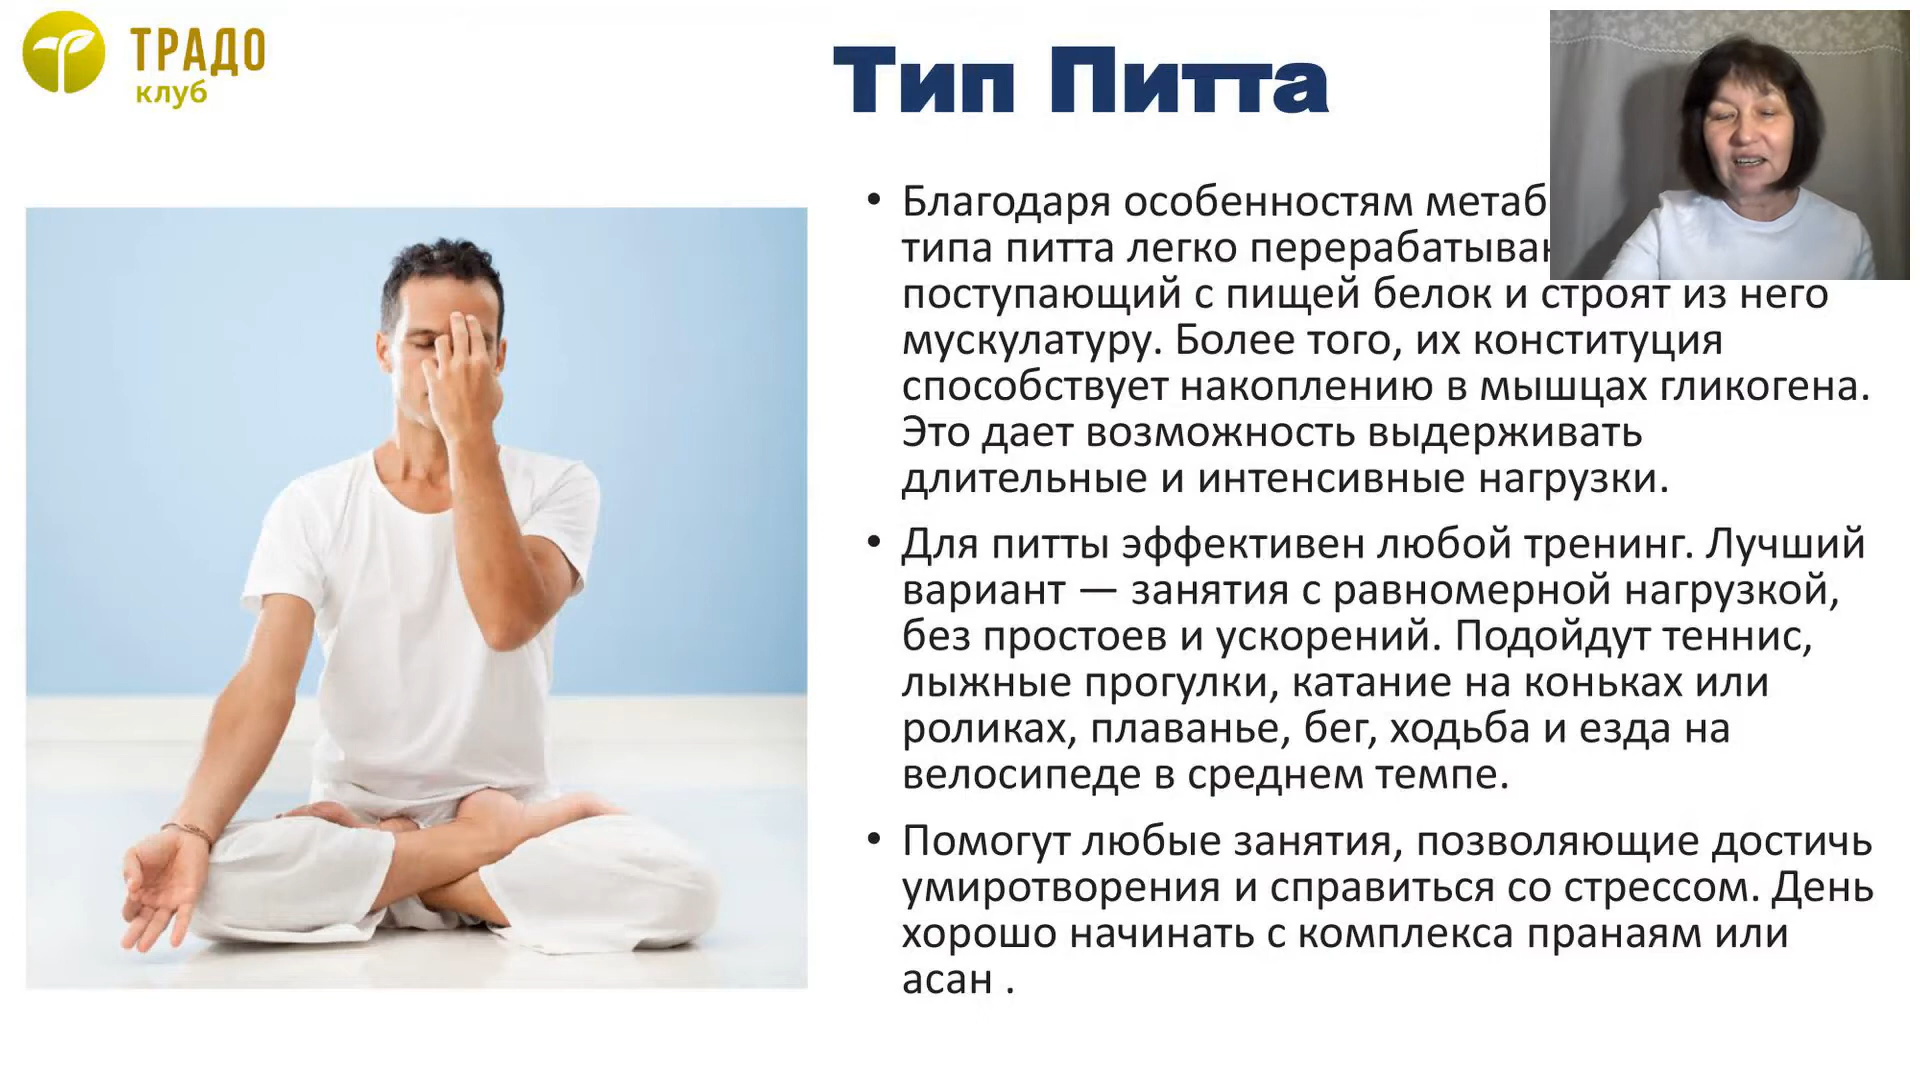 ТРАДО
клуб
Тип Питта
• Благодаря особенностям
типа питта легко
поступающий с пищей белок и строят из него
мускулатуру. Более того, их конституция
способствует накоплению в мышцах гликогена.
Это дает возможность выдерживать
длительные и интенсивные нагрузки.
• Для питты эффективен любой тренинг. Лучший
вариант — занятия с равномерной нагрузкой,
без простоев и ускорений. Подойдут теннис,
лыжные прогулки, катание на коньках или
роликах, плаванье, бег, ходьба и езда на
велосипеде в среднем темпе.
• Помогут любые занятия, позволяющие достичь
умиротворения и справиться со стрессом. День
хорошо начинать с комплекса пранаям или
асан .